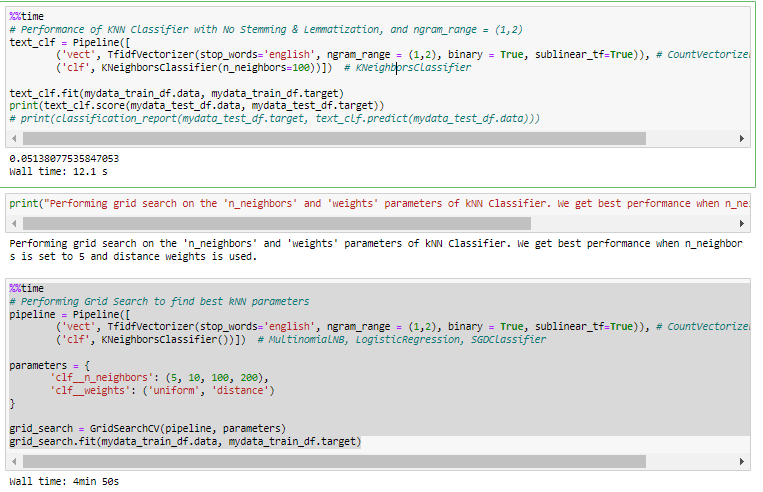 %%time
# Performance of KNN Classifier with No Stemming & Lemmatization, and ngram_range = (1,2)
text_clf = Pipeline([
('vect', TfidfVectorizer(stop_words='english', ngram_range = (1,2), binary = True, sublinear_tf=True)), # CountVectorizer
('clf', KNeighborsClassifier(n_neighbors=100))]) # KNeighborsClassifier
text_clf.fit(mydata_train_df.data, mydata_train_df.target)
print(text_clf.score(mydata_test_df.data, mydata_test_df.target))
# print(classification_report(mydata_test_df.target, text_clf.predict(mydata_test_df.data)))
0.05138077535847053
Wall time: 12.1 s
print("Performing grid search on the 'n_neighbors' and 'weights' parameters of kNN Classifier. We get best performance when n_nei
Performing grid search on the 'n_neighbors' and 'weights' parameters of kNN Classifier. We get best performance when n_neighbor
s is set to 5 and distance weights is used.
%%time
# Performing Grid Search to find best kNN parameters
pipeline = Pipeline([
('vect', TfidfVectorizer(stop_words='english', ngram_range = (1,2), binary = True, sublinear_tf=True)), # CountVectorizer
('clf', KNeighborsClassifier())]) # MultinomialNB, LogisticRegression, SGDClassifier
parameters = {
'clf__n_neighbors': (5, 10, 100, 200),
'clf__weights': ('uniform', 'distance')
}
grid_search = GridSearchCV(pipeline, parameters)
grid_search.fit(mydata_train_df.data, mydata_train_df.target)
Wall time: 4min 50s